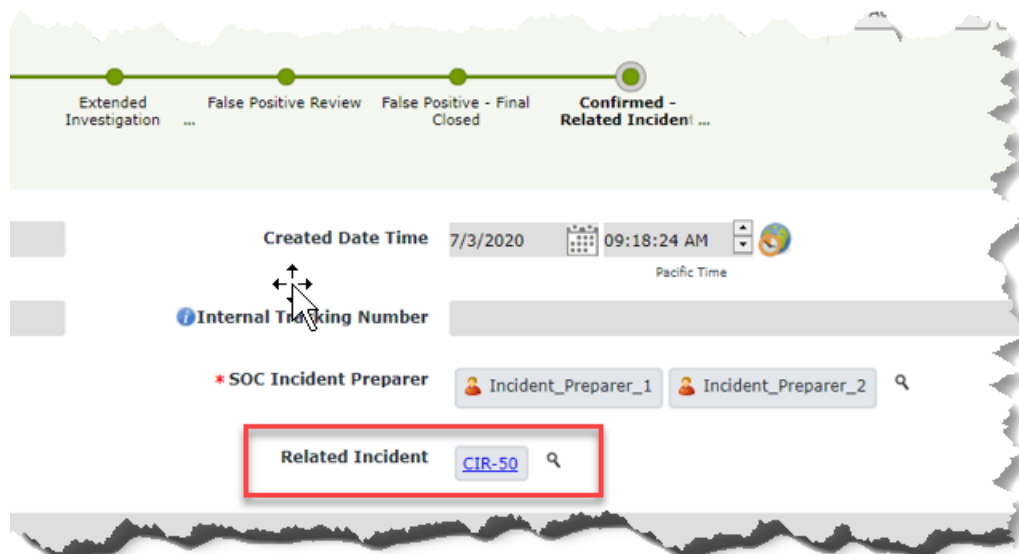 Extended
Investigation ...
False Positive Review
False Positive - Final
Closed
Confirmed -
Related Incident ...
Created Date Time 7/3/2020 09:18:24 AM
Pacific Time
Internal Tracking Number
* SOC Incident Preparer Incident_Preparer_1 Incident_Preparer_2
Related Incident CIR-50